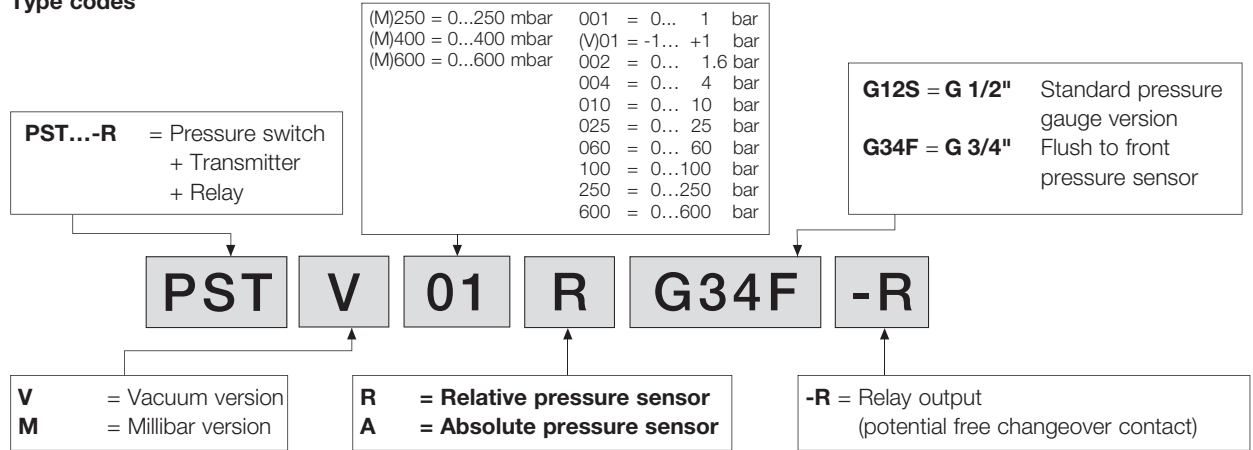 Type codes
(M)250 = 0...250 mbar
(M)400 = 0...400 mbar
(M)600 = 0...600 mbar
001 = 0... 1 bar
(V)01 = -1... +1 bar
002 = 0... 1.6 bar
004 = 0... 4 bar
010 = 0... 10 bar
025 = 0... 25 bar
060 = 0... 60 bar
100 = 0...100 bar
250 = 0...250 bar
600 = 0...600 bar
PST...-R = Pressure switch
+ Transmitter
+ Relay
G12S = G 1/2" Standard pressure
gauge version
G34F = G 3/4" Flush to front
pressure sensor
PST V 01 R G34F -R
V = Vacuum version
M = Millibar version
R = Relative pressure sensor
A = Absolute pressure sensor
-R = Relay output
(potential free changeover contact)